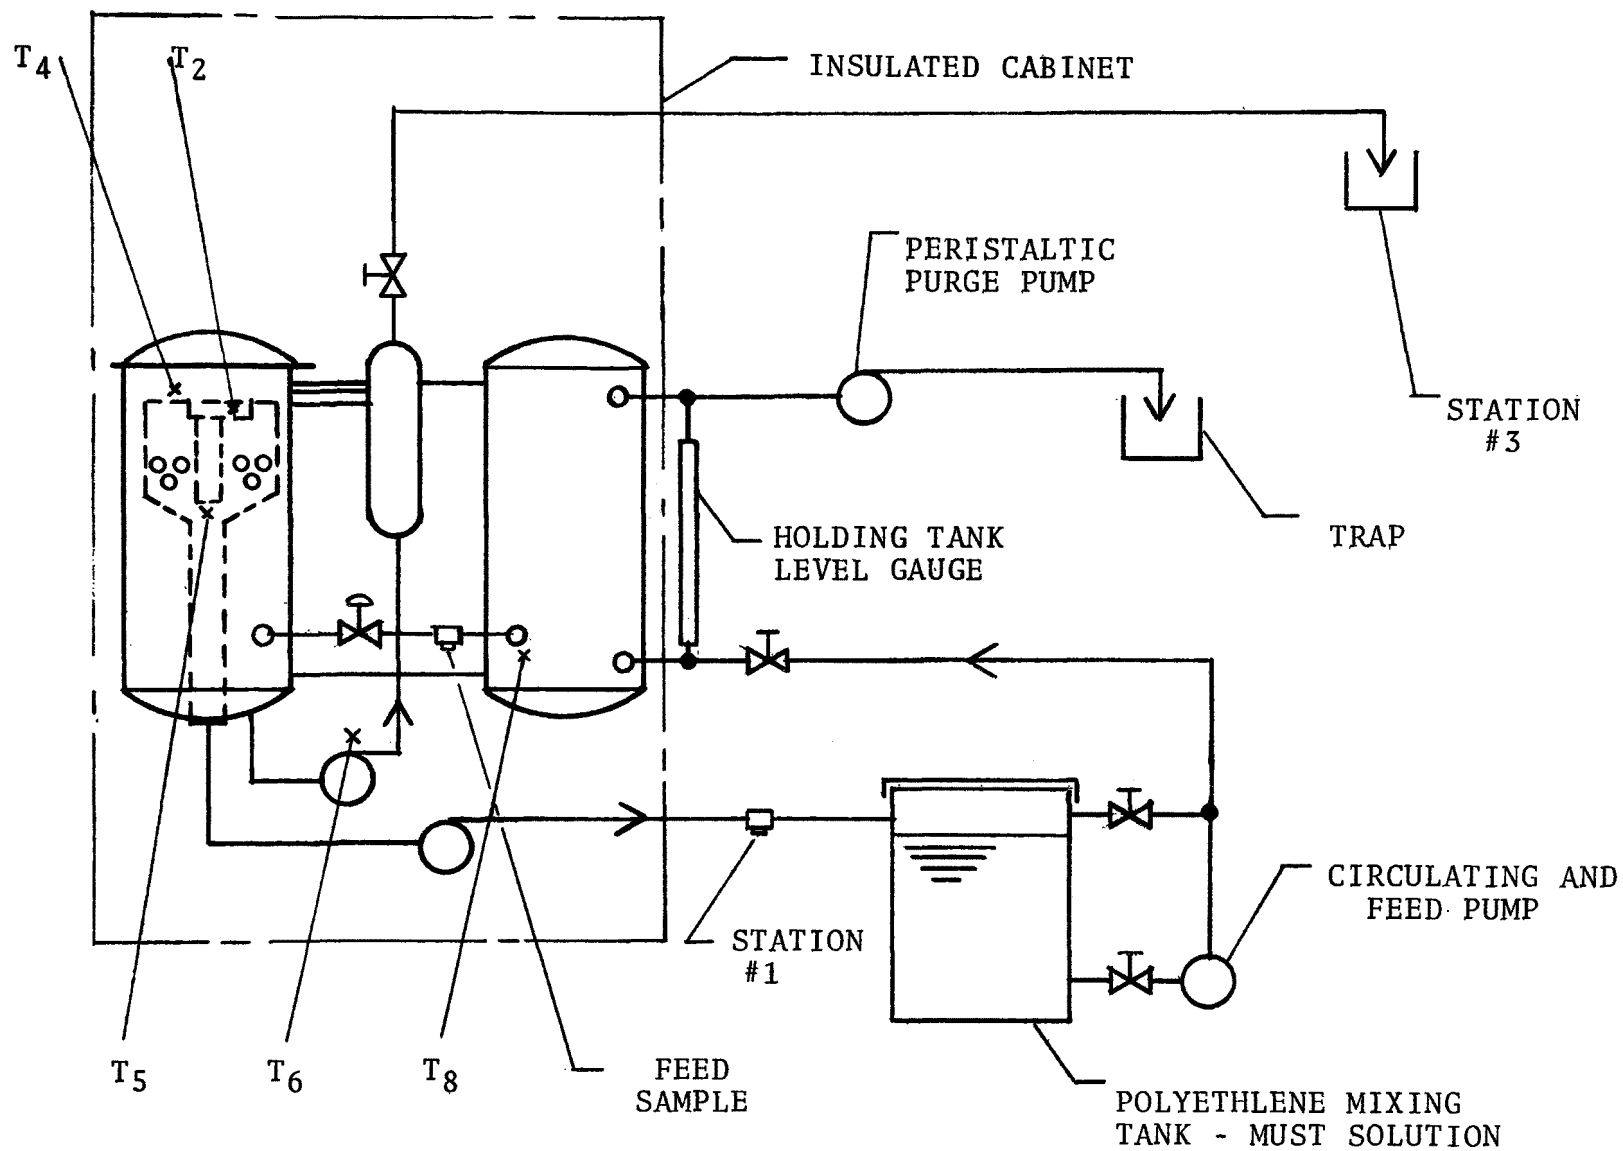 T4
T2
INSULATED CABINET
PERISTALTIC
PURGE PUMP
STATION
#3
HOLDING TANK
LEVEL GAUGE
TRAP
CIRCULATING AND
FEED PUMP
STATION
#1
T5
T6
T8
FEED
SAMPLE
POLYETHLENE MIXING
TANK - MUST SOLUTION